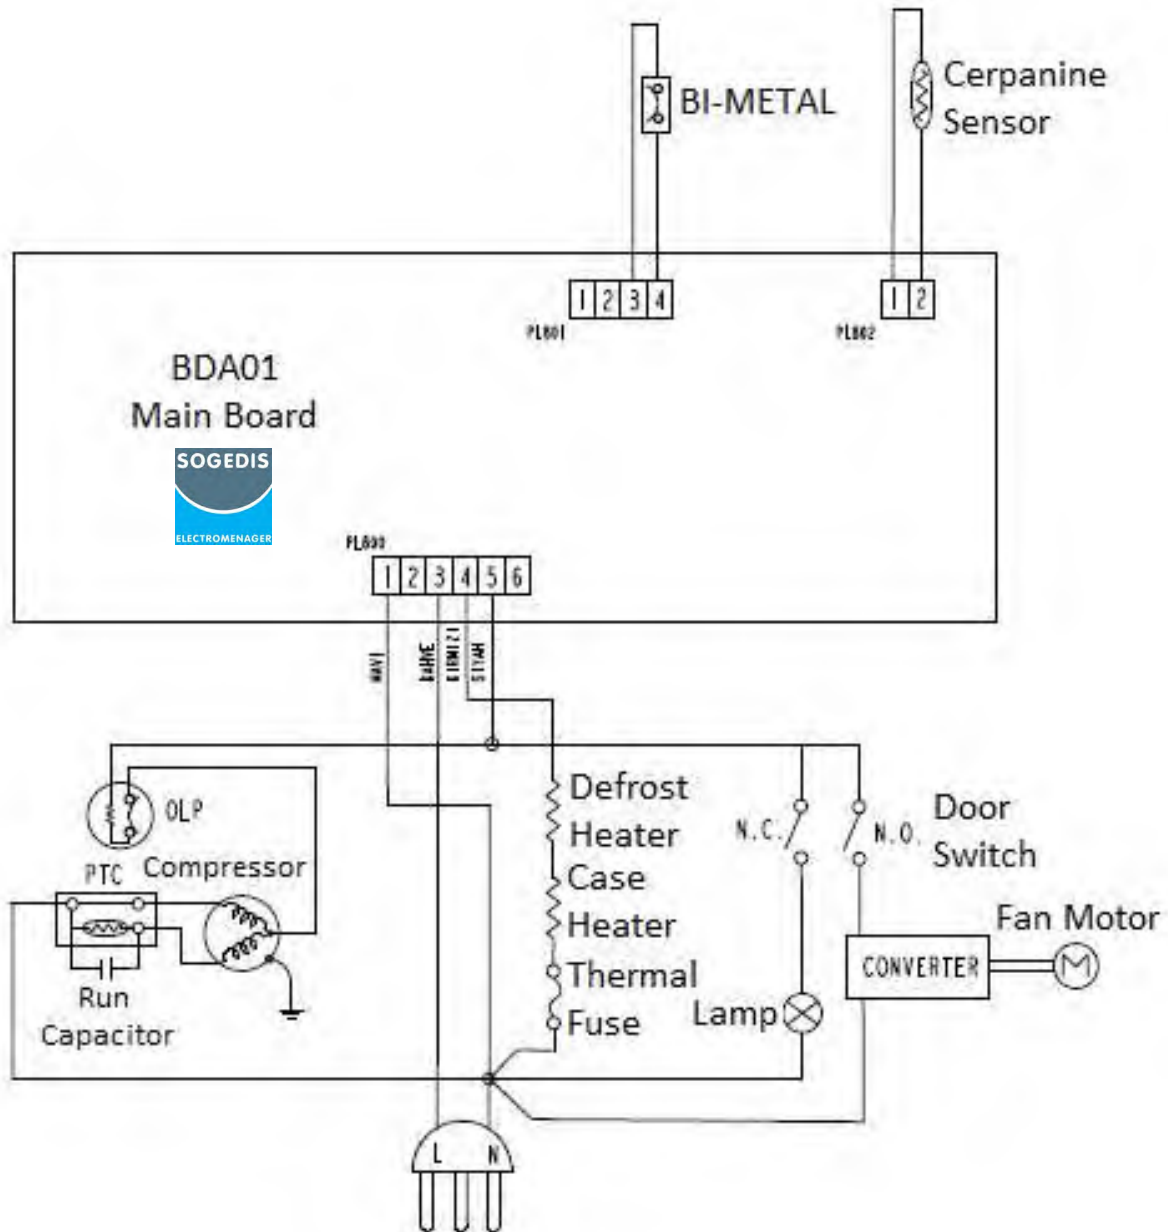 BI-METAL
Cerpanine
Sensor
1 2 3 4
PL801
1 2
PL802
BDA01
Main Board
SOGEDIS
ELECTROMENAGER
PL800
1 2 3 4 5 6
MAVI
KAHVE
KIRMIZI
SIYAH
OLP
PTC
Compressor
Run
Capacitor
Defrost
Heater
Case
Heater
Thermal
Fuse
N.C.
N.O.
Door
Switch
Lamp
CONVERTER
Fan Motor
M
L N